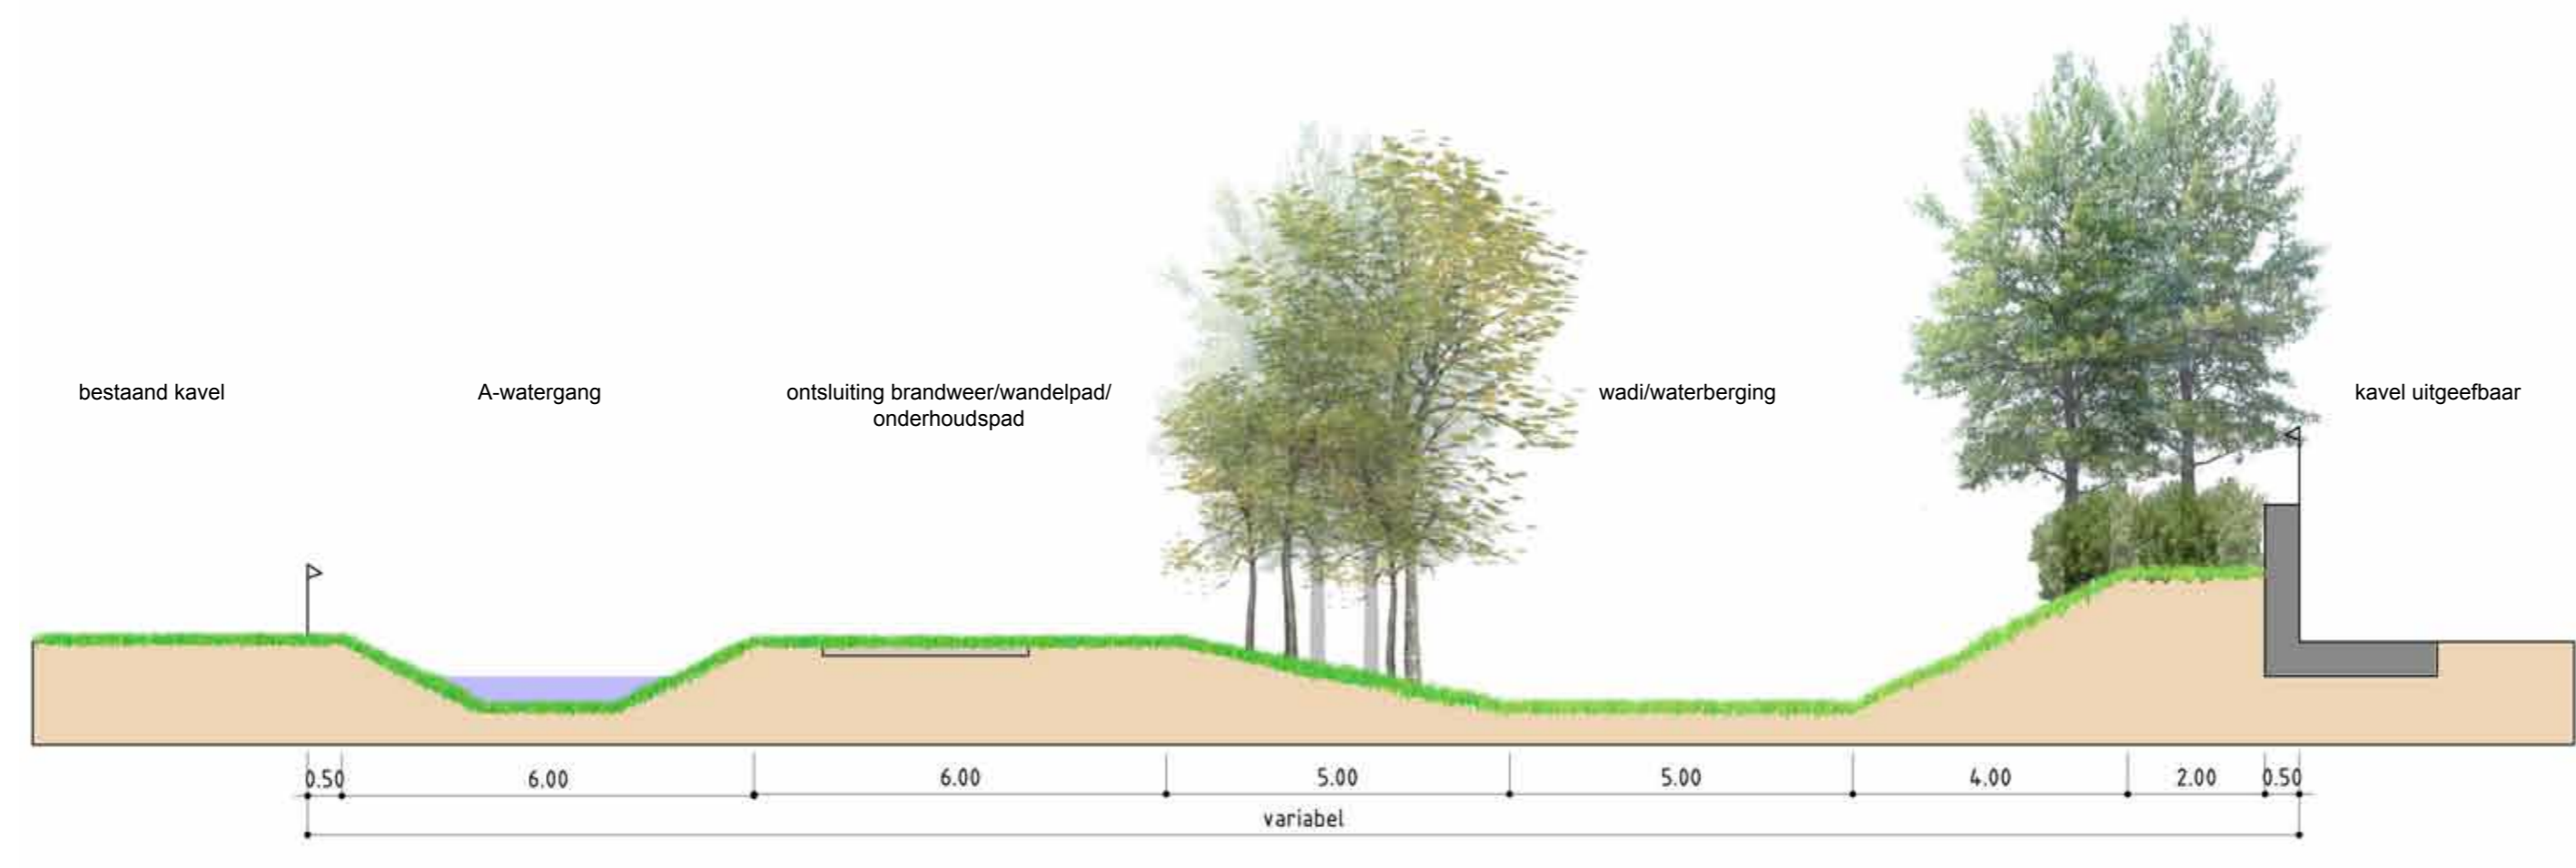 bestaand kavel
A-watergang
ontsluiting brandweer/wandelpad/
onderhoudspad
wadi/waterberging
kavel uitgeefbaar
0.50
6.00
6.00
5.00
5.00
4.00
2.00
0.50
variabel